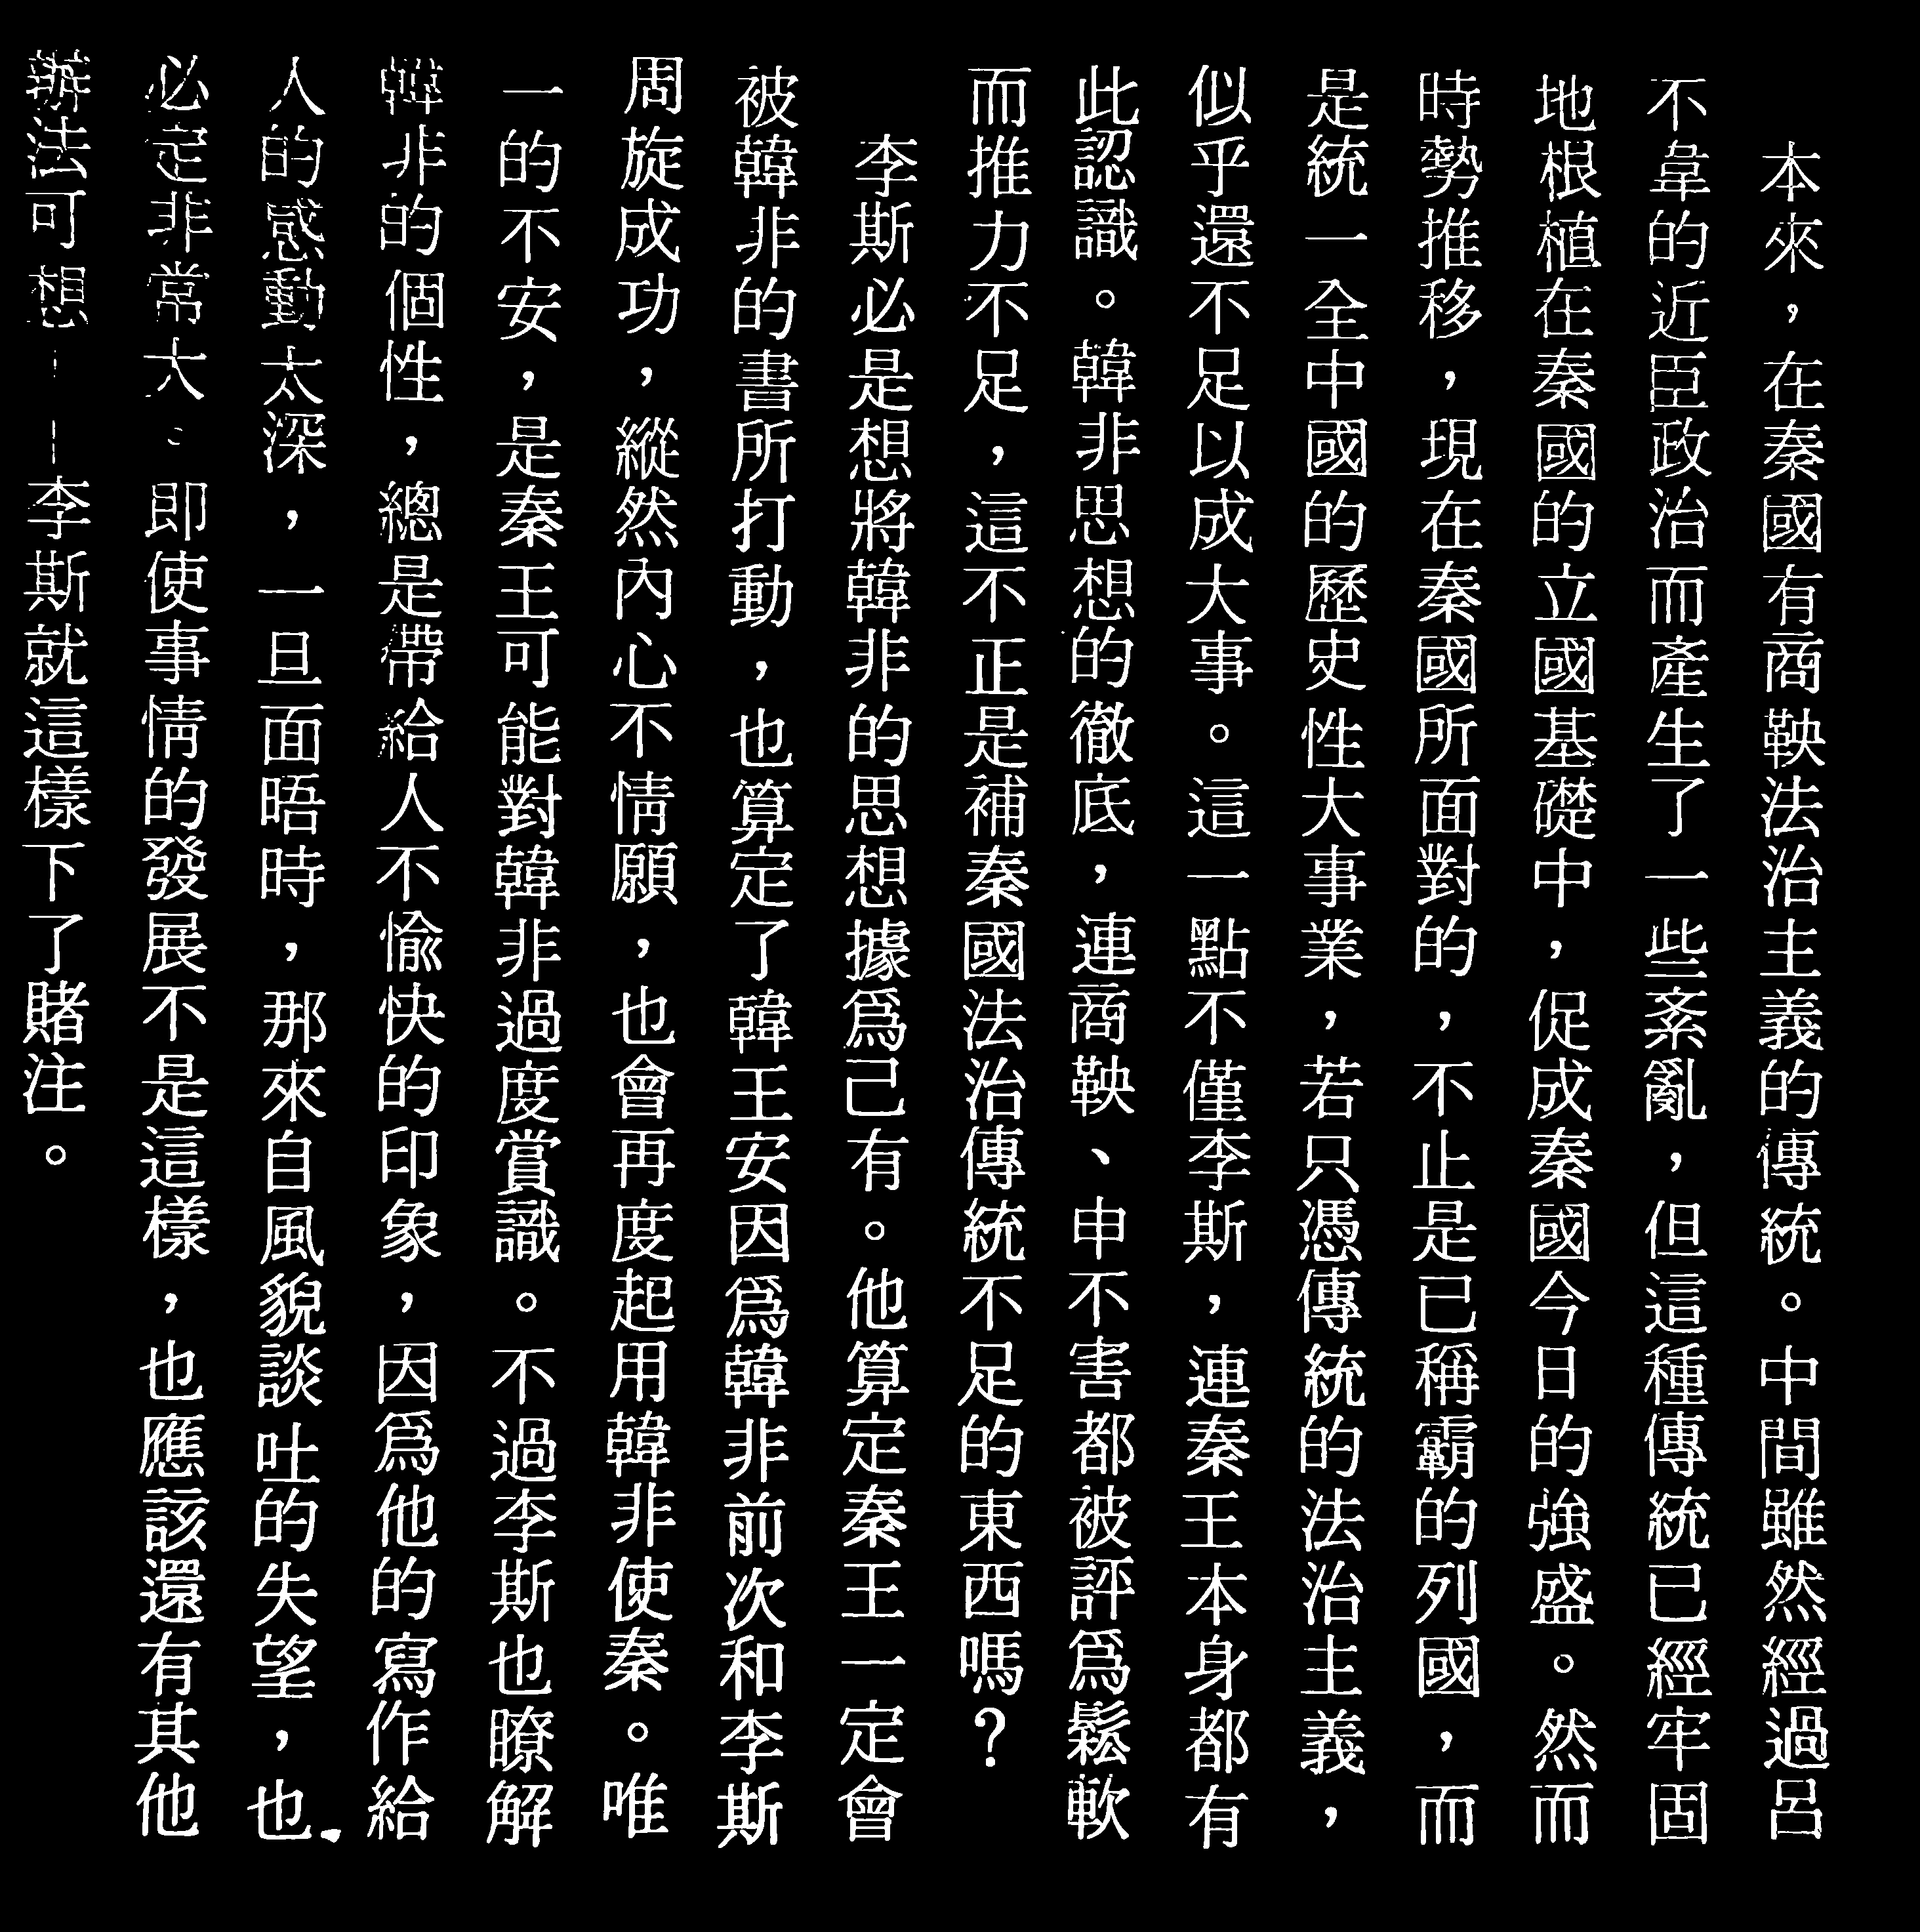 本來，在秦國有商鞅法治主義的傳統。中間雖然經過呂
不韋的近臣政治而產生了一些紊亂，但這種傳統已經牢固
地根植在秦國的立國基礎中，促成秦國今日的強盛。然而
時勢推移，現在秦國所面對的，不止是已稱霸的列國，而
是統一全中國的歷史性大事業，若只憑傳統的法治主義，
似乎還不足以成大事。這一點不僅李斯，連秦王本身都有
此認識。韓非思想的徹底，連商鞅、申不害都被評爲鬆軟
而推力不足，這不正是補秦國法治傳統不足的東西嗎？
李斯必是想將韓非的思想據爲己有。他算定秦王一定會
被韓非的書所打動，也算定了韓王安因爲韓非前次和李斯
周旋成功，縱然內心不情願，也會再度起用韓非使秦。唯
一的不安，是秦王可能對韓非過度賞識。不過李斯也瞭解
韓非的個性，總是帶給人不愉快的印象，因爲他的寫作給
人的感動太深，一旦面晤時，那來自風貌談吐的失望，也
必定非常大。即使事情的發展不是這樣，也應該還有其他
辦法可想——李斯就這樣下了賭注。